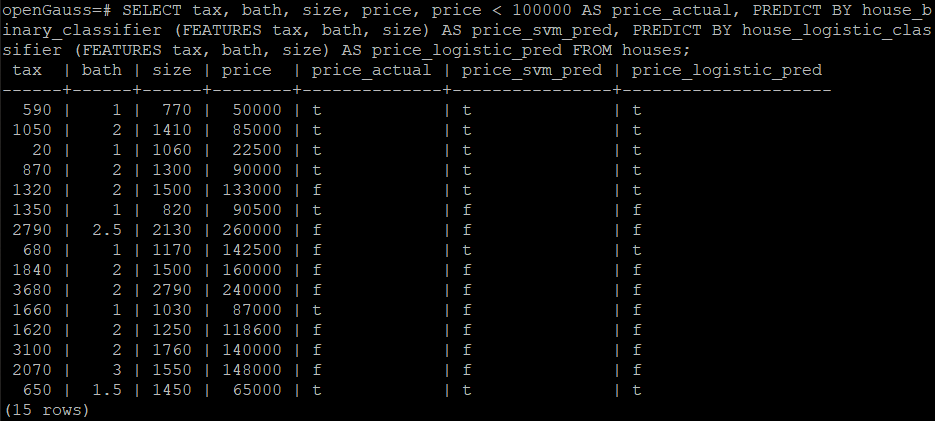 openGauss=# SELECT tax, bath, size, price, price < 100000 AS price_actual, PREDICT BY house_b
inary_classifier (FEATURES tax, bath, size) AS price_svm_pred, PREDICT BY house_logistic_clas
sifier (FEATURES tax, bath, size) AS price_logistic_pred FROM houses;
 tax  | bath | size | price  | price_actual | price_svm_pred | price_logistic_pred
------+------+------+--------+--------------+----------------+---------------------
  590 |    1 |  770 |  50000 | t            | t              | t
 1050 |    2 | 1410 |  85000 | t            | t              | t
   20 |    1 | 1060 |  22500 | t            | t              | t
  870 |    2 | 1300 |  90000 | t            | t              | t
 1320 |    2 | 1500 | 133000 | f            | t              | t
 1350 |    1 |  820 |  90500 | t            | f              | f
 2790 |  2.5 | 2130 | 260000 | f            | f              | f
  680 |    1 | 1170 | 142500 | f            | t              | t
 1840 |    2 | 1500 | 160000 | f            | f              | f
 3680 |    2 | 2790 | 240000 | f            | f              | f
 1660 |    1 | 1030 |  87000 | t            | f              | f
 1620 |    2 | 1250 | 118600 | f            | f              | f
 3100 |    2 | 1760 | 140000 | f            | f              | f
 2070 |    3 | 1550 | 148000 | f            | f              | f
  650 |  1.5 | 1450 |  65000 | t            | t              | t
(15 rows)